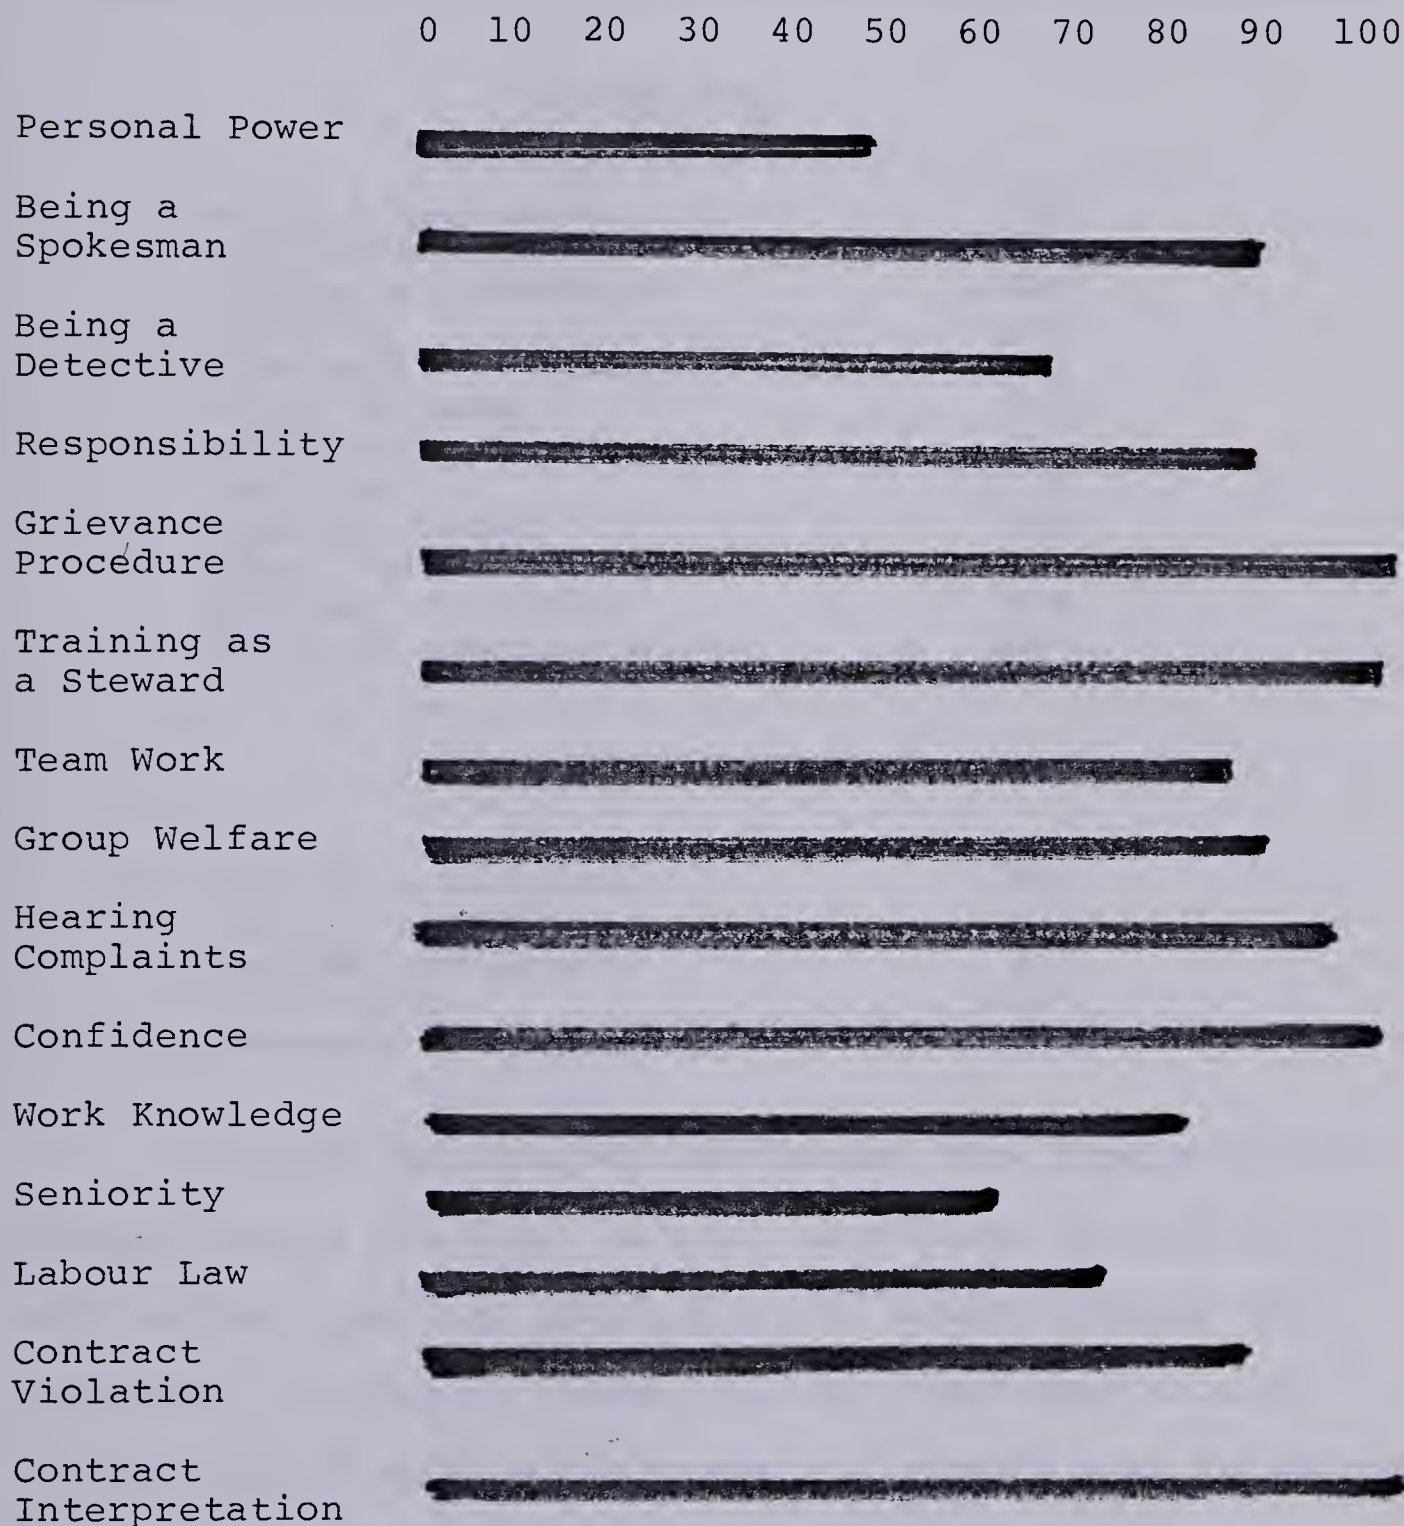 0 10 20 30 40 50 60 70 80 90 100
Personal Power
Being a
Spokesman
Being a
Detective
Responsibility
Grievance
Procedure
Training as
a Steward
Team Work
Group Welfare
Hearing
Complaints
Confidence
Work Knowledge
Seniority
Labour Law
Contract
Violation
Contract
Interpretation